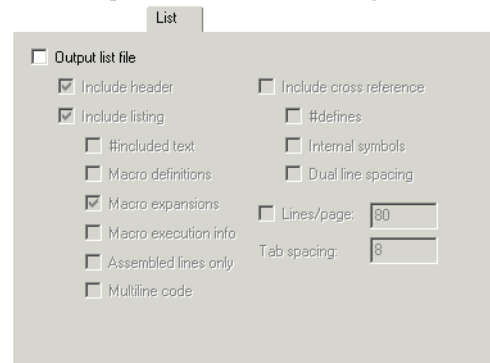 List
Output list file
Include header
Include listing
#included text
Macro definitions
Macro expansions
Macro execution info
Assembled lines only
Multiline code
Include cross reference
#defines
Internal symbols
Dual line spacing
Lines/page: 80
Tab spacing: 8